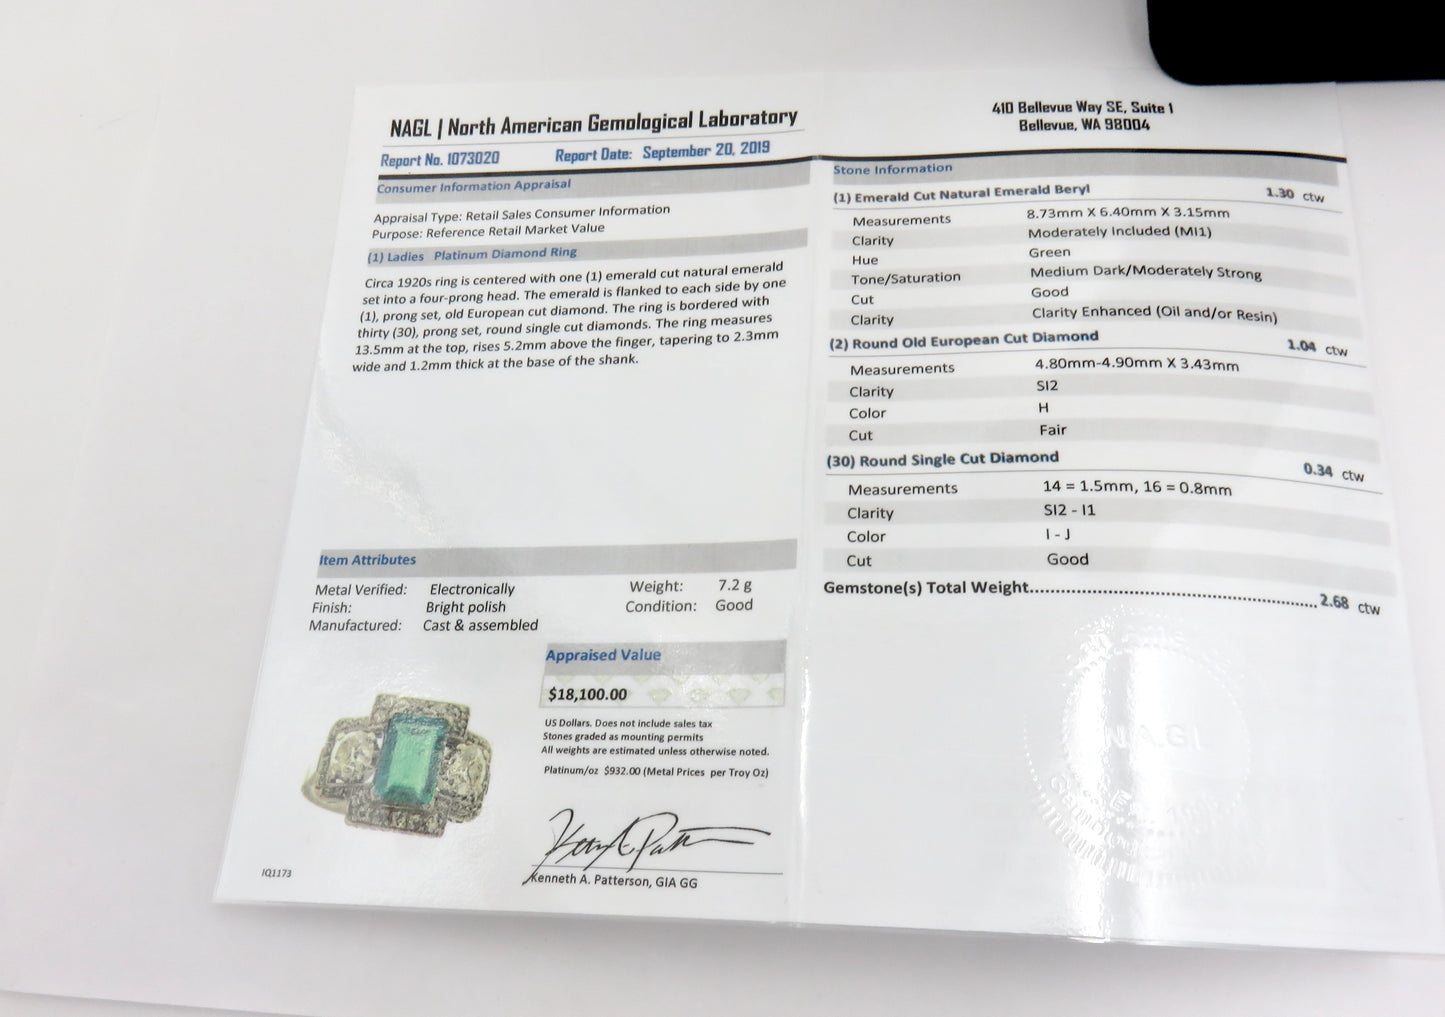 NAGL | North American Gemological Laboratory
Report No. 1073020 Report Date: September 20, 2019
Consumer Information Appraisal
Appraisal Type: Retail Sales Consumer Information
Purpose: Reference Retail Market Value
(1) Ladies Platinum Diamond Ring
Circa 1920s ring is centered with one (1) emerald cut natural emerald
set into a four-prong head. The emerald is flanked to each side by one
(1), prong set, old European cut diamond. The ring is bordered with
thirty (30), prong set, round single cut diamonds. The ring measures
13.5mm at the top, rises 5.2mm above the finger, tapering to 2.3mm
wide and 1.2mm thick at the base of the shank.
Item Attributes
Metal Verified: Electronically Weight: 7.2 g
Finish: Bright polish Condition: Good
Manufactured: Cast & assembled
Appraised Value
$18,100.00
US Dollars. Does not include sales tax
Stones graded as mounting permits
All weights are estimated unless otherwise noted.
Platinum/oz $932.00 (Metal Prices per Troy Oz)
Kenneth A. Patterson, GIA GG
IQ1173
410 Bellevue Way SE, Suite 1
Bellevue, WA 98004
Stone Information
(1) Emerald Cut Natural Emerald Beryl 1.30 ctw
Measurements 8.73mm X 6.40mm X 3.15mm
Clarity Moderately Included (MI1)
Hue Green
Tone/Saturation Medium Dark/Moderately Strong
Cut Good
Clarity Clarity Enhanced (Oil and/or Resin)
(2) Round Old European Cut Diamond 1.04 ctw
Measurements 4.80mm-4.90mm X 3.43mm
Clarity SI2
Color H
Cut Fair
(30) Round Single Cut Diamond 0.34 ctw
Measurements 14 = 1.5mm, 16 = 0.8mm
Clarity SI2 - I1
Color I - J
Cut Good
Gemstone(s) Total Weight.......................................................2.68 ctw
N.A.G.L